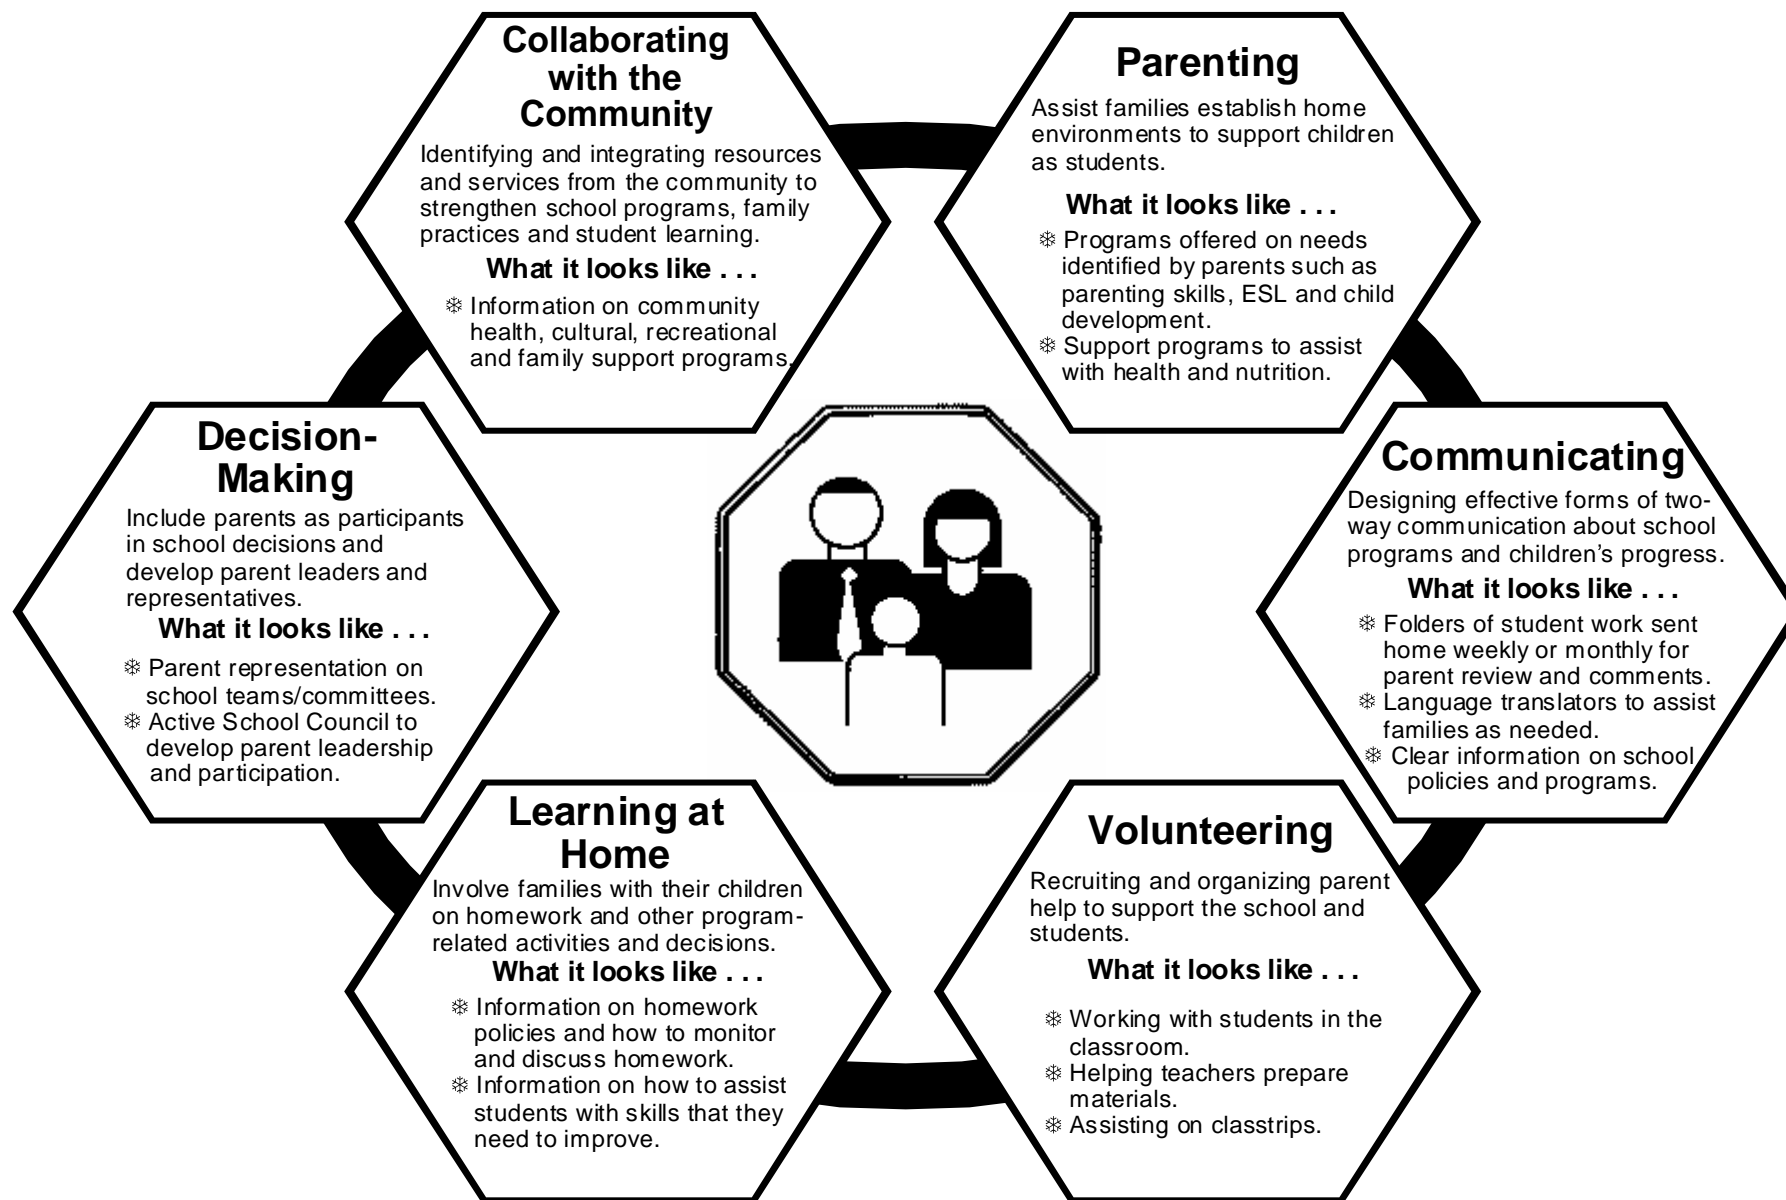 Collaborating
with the
Community
Identifying and integrating resources
and services from the community to
strengthen school programs, family
practices and student learning.
What it looks like . . .
❄ Information on community
health, cultural, recreational
and family support programs.
Parenting
Assist families establish home
environments to support children
as students.
What it looks like . . .
❄ Programs offered on needs
identified by parents such as
parenting skills, ESL and child
development.
❄ Support programs to assist
with health and nutrition.
Decision-
Making
Include parents as participants
in school decisions and
develop parent leaders and
representatives.
What it looks like . . .
❄ Parent representation on
school teams/committees.
❄ Active School Council to
develop parent leadership
and participation.
Communicating
Designing effective forms of two-
way communication about school
programs and children’s progress.
What it looks like . . .
❄ Folders of student work sent
home weekly or monthly for
parent review and comments.
❄ Language translators to assist
families as needed.
❄ Clear information on school
policies and programs.
Learning at
Home
Involve families with their children
on homework and other program-
related activities and decisions.
What it looks like . . .
❄ Information on homework
policies and how to monitor
and discuss homework.
❄ Information on how to assist
students with skills that they
need to improve.
Volunteering
Recruiting and organizing parent
help to support the school and
students.
What it looks like . . .
❄ Working with students in the
classroom.
❄ Helping teachers prepare
materials.
❄ Assisting on classtrips.